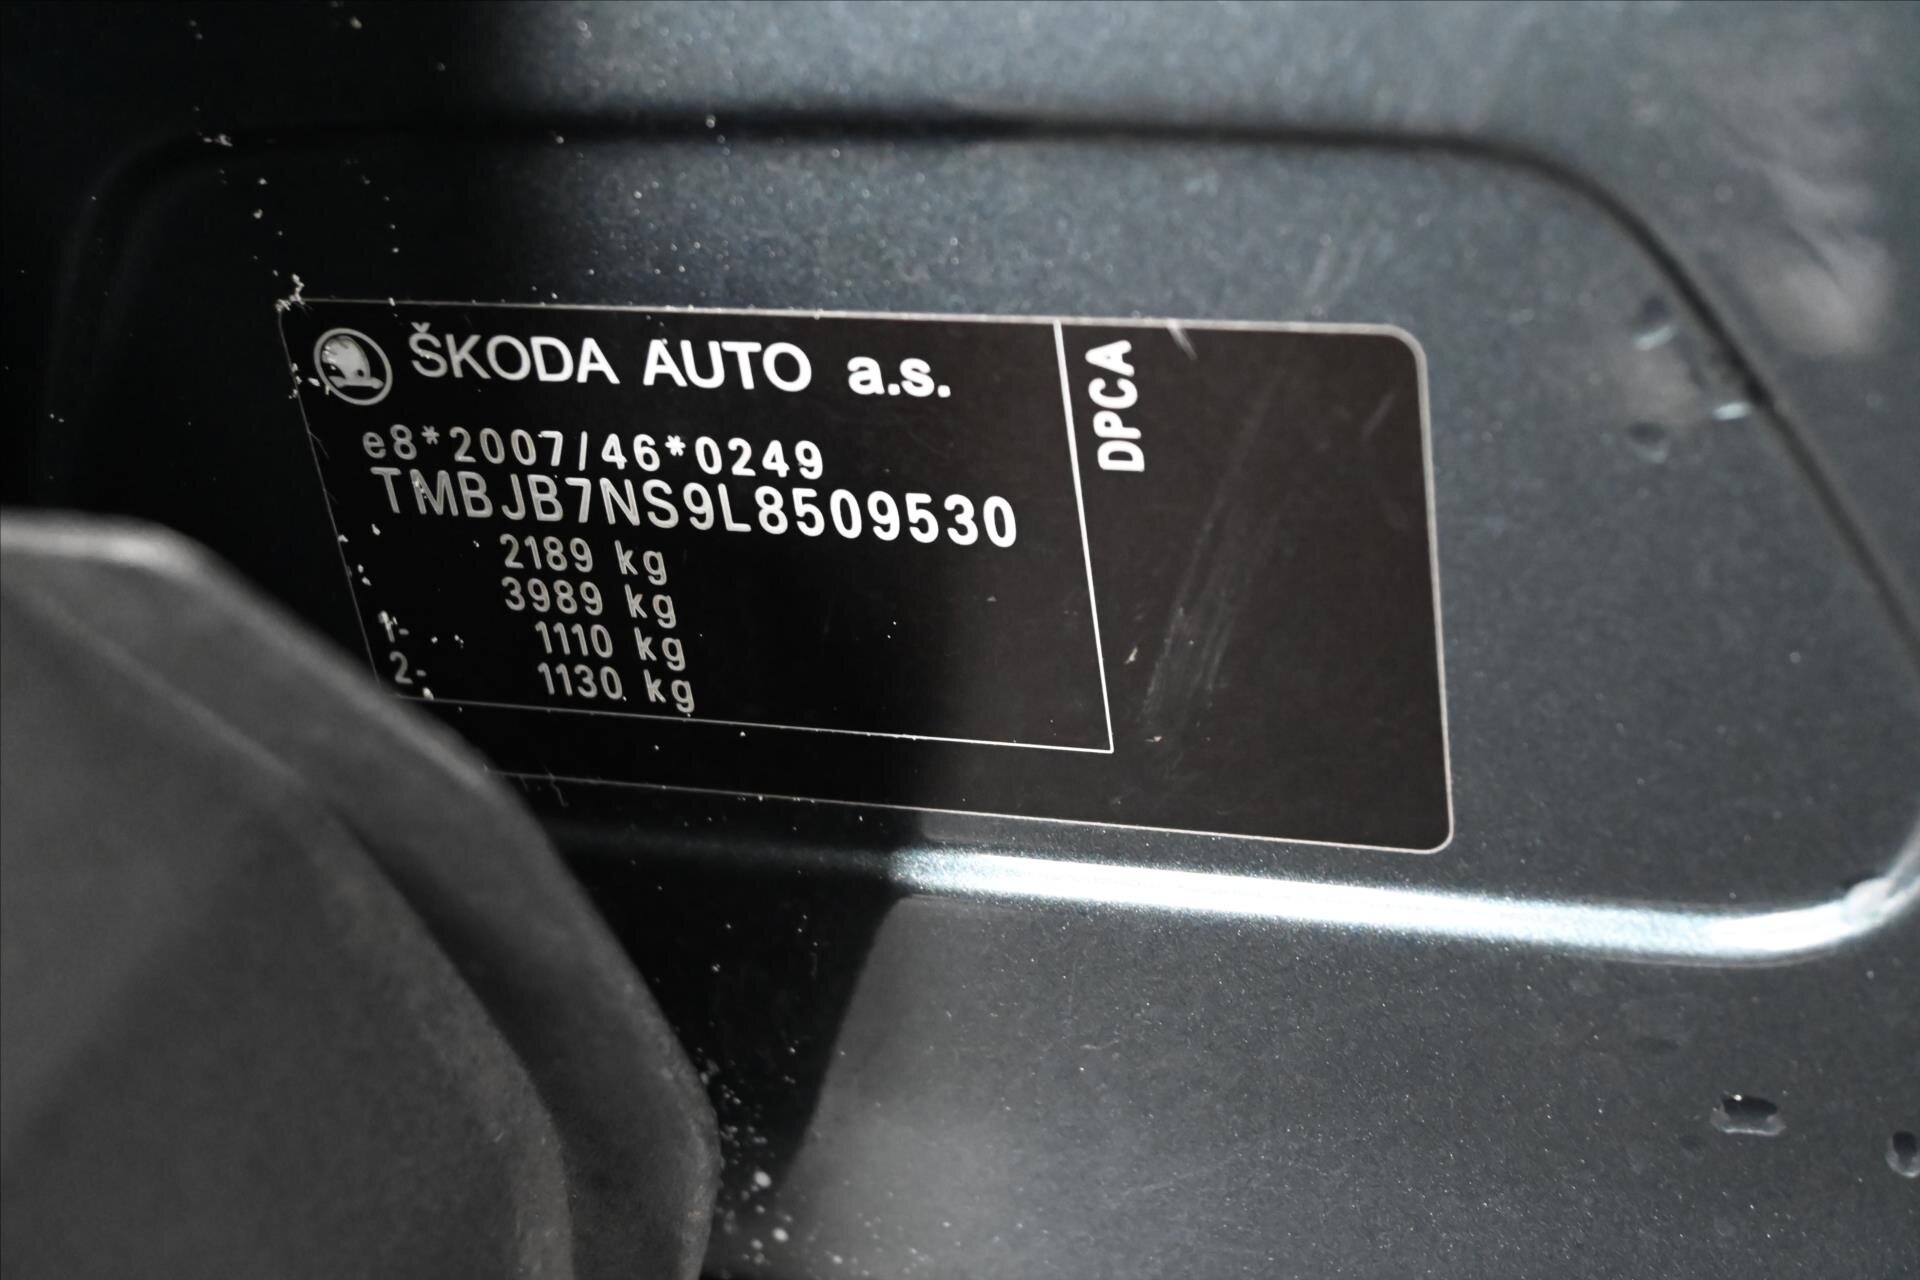 ŠKODA AUTO a.s.
e8*2007/46*0249
TMBJB7NS9L8509530
2189 kg
3989 kg
1- 1110 kg
2- 1130 kg
DPCA